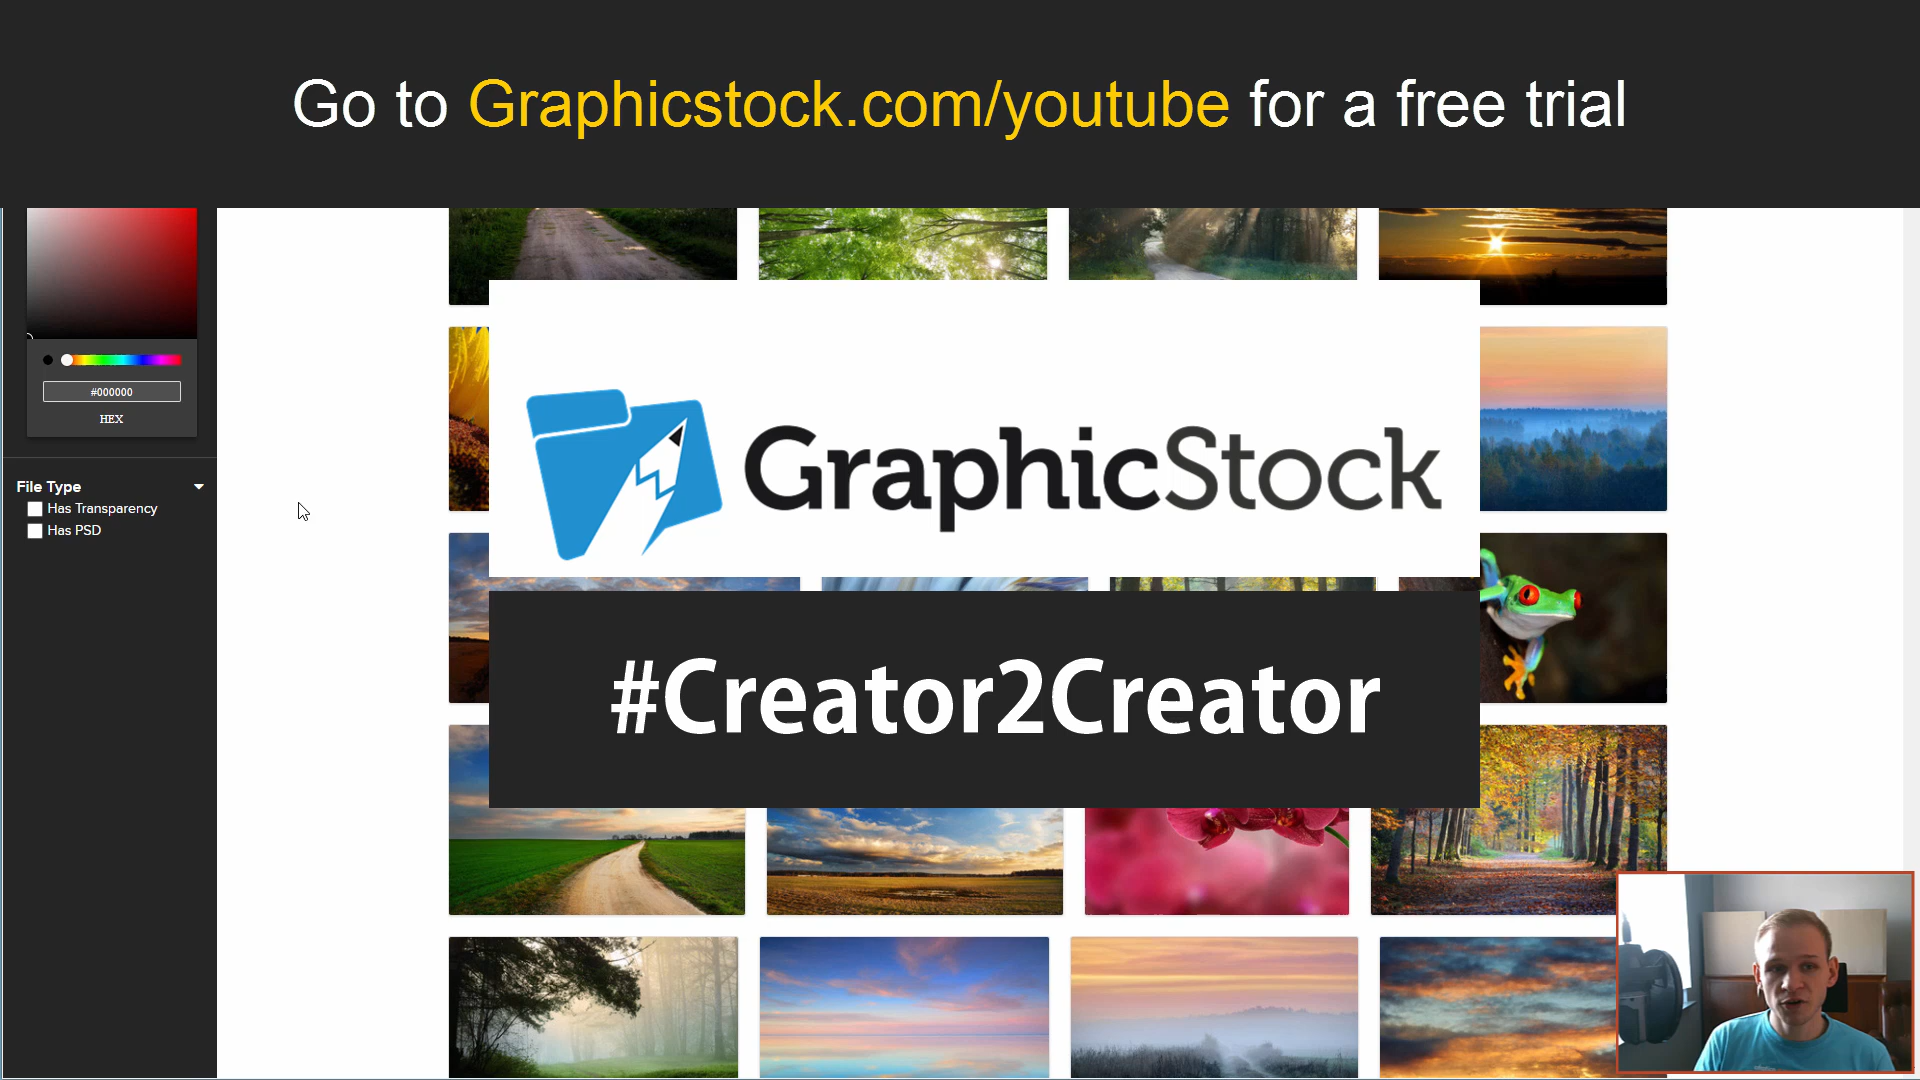 Go to Graphicstock.com/youtube for a free trial
#000000
HEX
File Type
Has Transparency
Has PSD
GraphicStock
#Creator2Creator